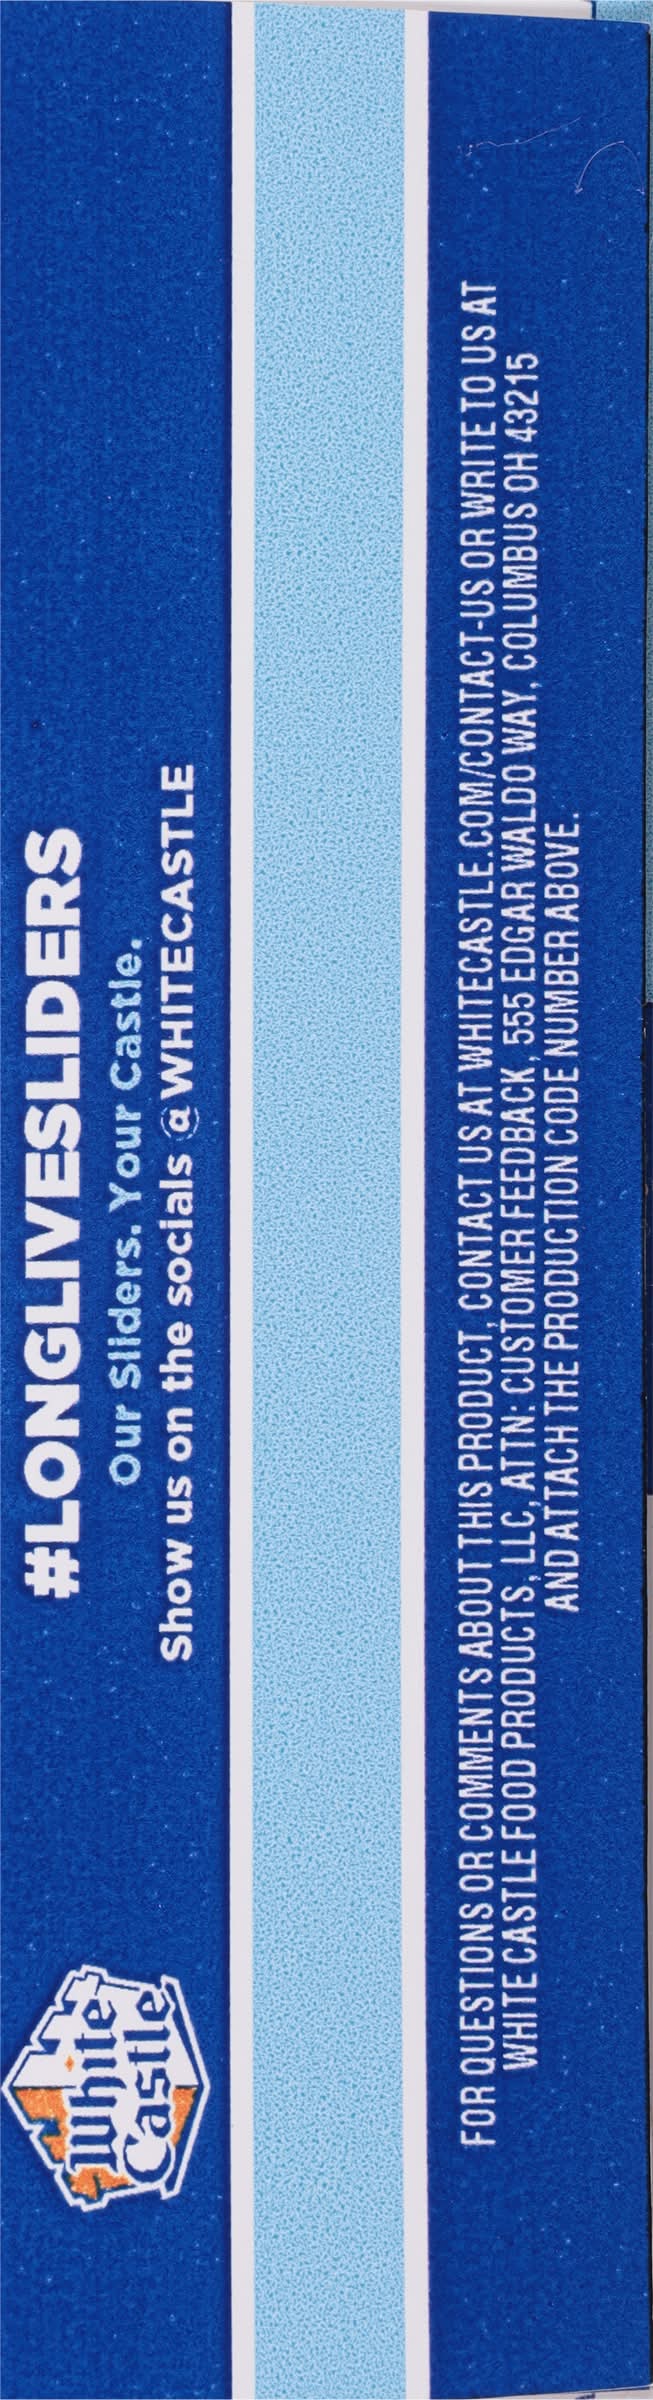 White
Castle
#LONGLIVESLIDERS
Our Sliders. Your Castle.
Show us on the socials @WHITECASTLE
FOR QUESTIONS OR COMMENTS ABOUT THIS PRODUCT, CONTACT US AT WHITECASTLE.COM/CONTACT-US OR WRITE TO US AT
WHITE CASTLE FOOD PRODUCTS, LLC, ATTN: CUSTOMER FEEDBACK, 555 EDGAR WALDO WAY, COLUMBUS OH 43215
AND ATTACH THE PRODUCTION CODE NUMBER ABOVE.